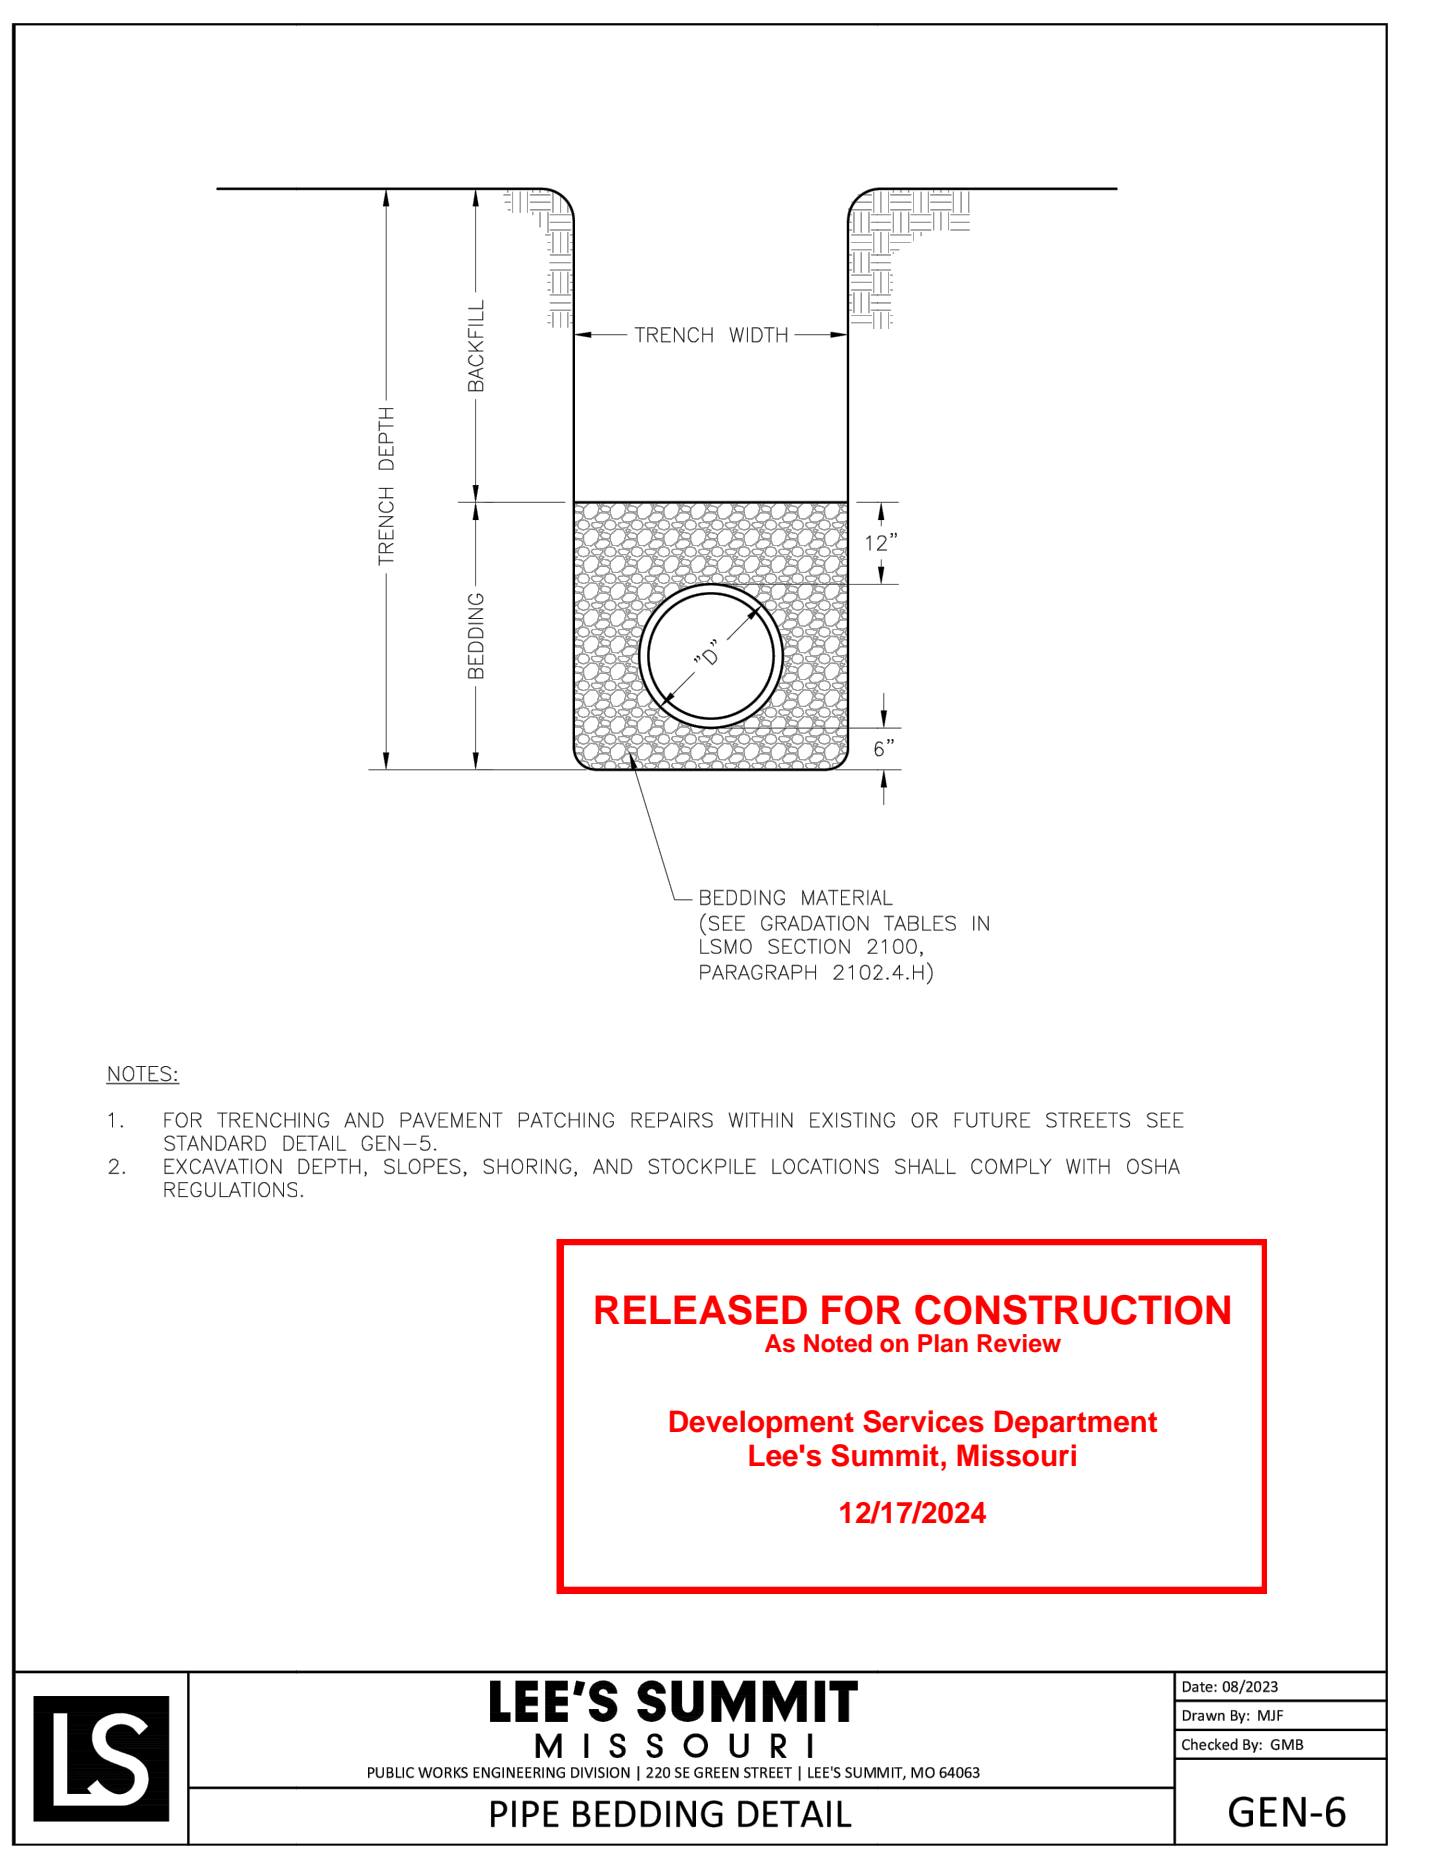 TRENCH WIDTH
BACKFILL
TRENCH DEPTH
12"
BEDDING
"D"
6"
BEDDING MATERIAL
(SEE GRADATION TABLES IN
LSMO SECTION 2100,
PARAGRAPH 2102.4.H)
NOTES:
1. FOR TRENCHING AND PAVEMENT PATCHING REPAIRS WITHIN EXISTING OR FUTURE STREETS SEE
STANDARD DETAIL GEN-5.
2. EXCAVATION DEPTH, SLOPES, SHORING, AND STOCKPILE LOCATIONS SHALL COMPLY WITH OSHA
REGULATIONS.
RELEASED FOR CONSTRUCTION
As Noted on Plan Review
Development Services Department
Lee's Summit, Missouri
12/17/2024
LS
LEE'S SUMMIT
MISSOURI
PUBLIC WORKS ENGINEERING DIVISION | 220 SE GREEN STREET | LEE'S SUMMIT, MO 64063
PIPE BEDDING DETAIL
Date: 08/2023
Drawn By: MJF
Checked By: GMB
GEN-6